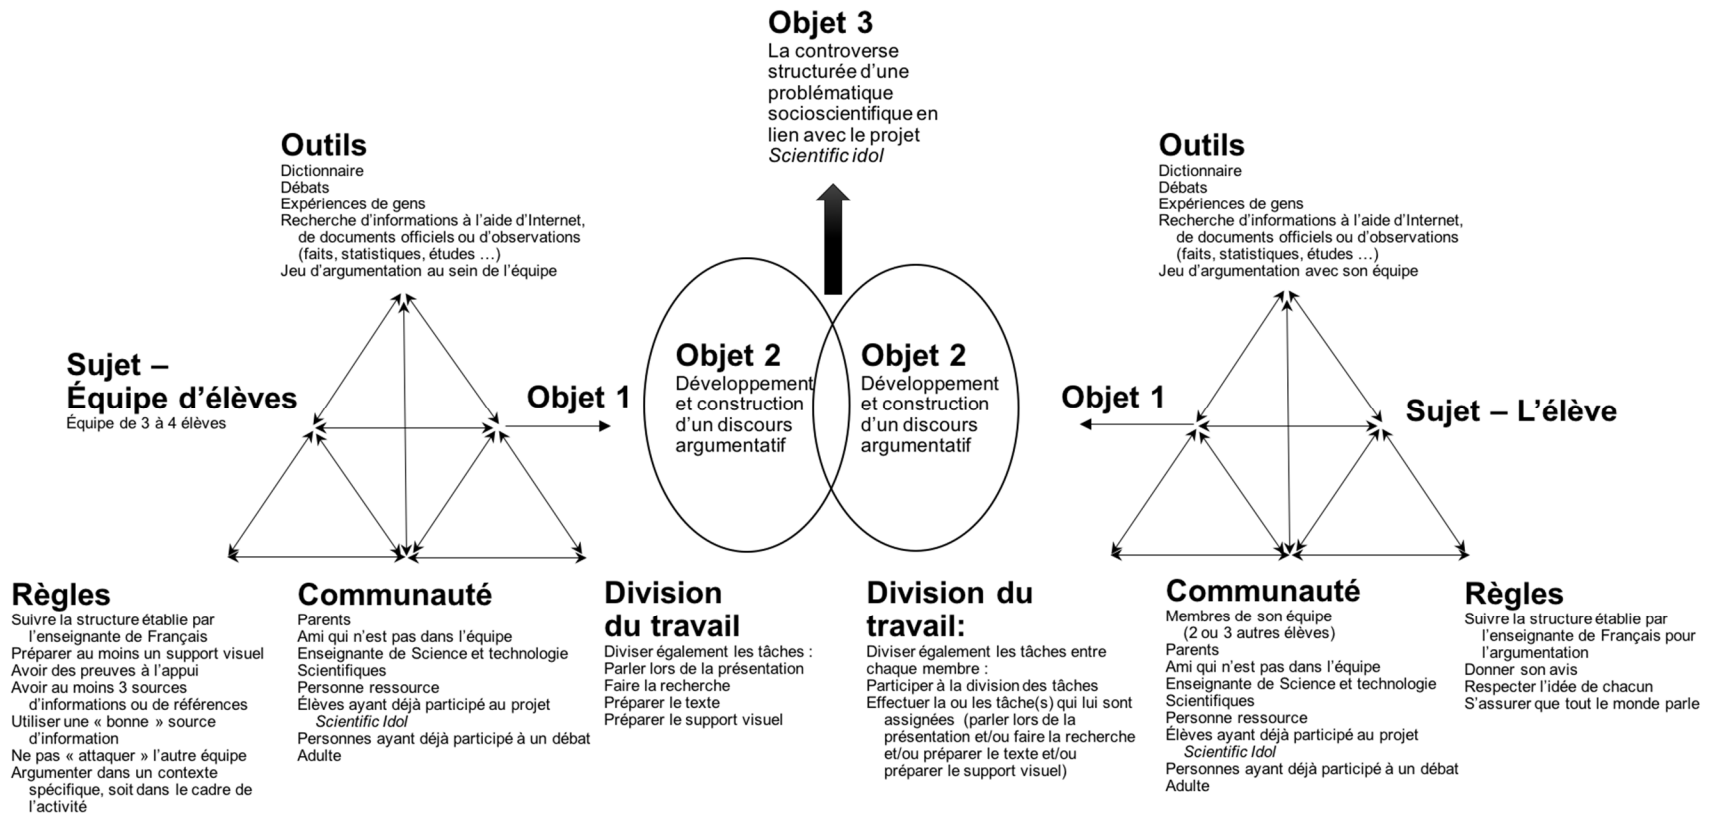 Objet 3
La controverse
structurée d’une
problématique
socioscientifique en
lien avec le projet
Scientific idol
Outils
Dictionnaire
Débats
Expériences de gens
Recherche d’informations à l’aide d’Internet,
de documents officiels ou d’observations
(faits, statistiques, études …)
Jeu d’argumentation au sein de l’équipe
Outils
Dictionnaire
Débats
Expériences de gens
Recherche d’informations à l’aide d’Internet,
de documents officiels ou d’observations
(faits, statistiques, études …)
Jeu d’argumentation avec son équipe
Sujet –
Équipe d’élèves
Équipe de 3 à 4 élèves
Objet 1
Objet 2
Développement
et construction
d’un discours
argumentatif
Objet 2
Développement
et construction
d’un discours
argumentatif
Objet 1
Sujet – L’élève
Règles
Suivre la structure établie par
l’enseignante de Français
Préparer au moins un support visuel
Avoir des preuves à l’appui
Avoir au moins 3 sources
d’informations ou de références
Utiliser une « bonne » source
d’information
Ne pas « attaquer » l’autre équipe
Argumenter dans un contexte
spécifique, soit dans le cadre de
l’activité
Communauté
Parents
Ami qui n’est pas dans l’équipe
Enseignante de Science et technologie
Scientifiques
Personne ressource
Élèves ayant déjà participé au projet
Scientific Idol
Personnes ayant déjà participé à un débat
Adulte
Division
du travail
Diviser également les tâches :
Parler lors de la présentation
Faire la recherche
Préparer le texte
Préparer le support visuel
Division du
travail:
Diviser également les tâches entre
chaque membre :
Participer à la division des tâches
Effectuer la ou les tâche(s) qui lui sont
assignées (parler lors de la
présentation et/ou faire la recherche
et/ou préparer le texte et/ou
préparer le support visuel)
Communauté
Membres de son équipe
(2 ou 3 autres élèves)
Parents
Ami qui n’est pas dans l’équipe
Enseignante de Science et technologie
Scientifiques
Personne ressource
Élèves ayant déjà participé au projet
Scientific Idol
Personnes ayant déjà participé à un débat
Adulte
Règles
Suivre la structure établie par
l’enseignante de Français pour
l’argumentation
Donner son avis
Respecter l’idée de chacun
S’assurer que tout le monde parle